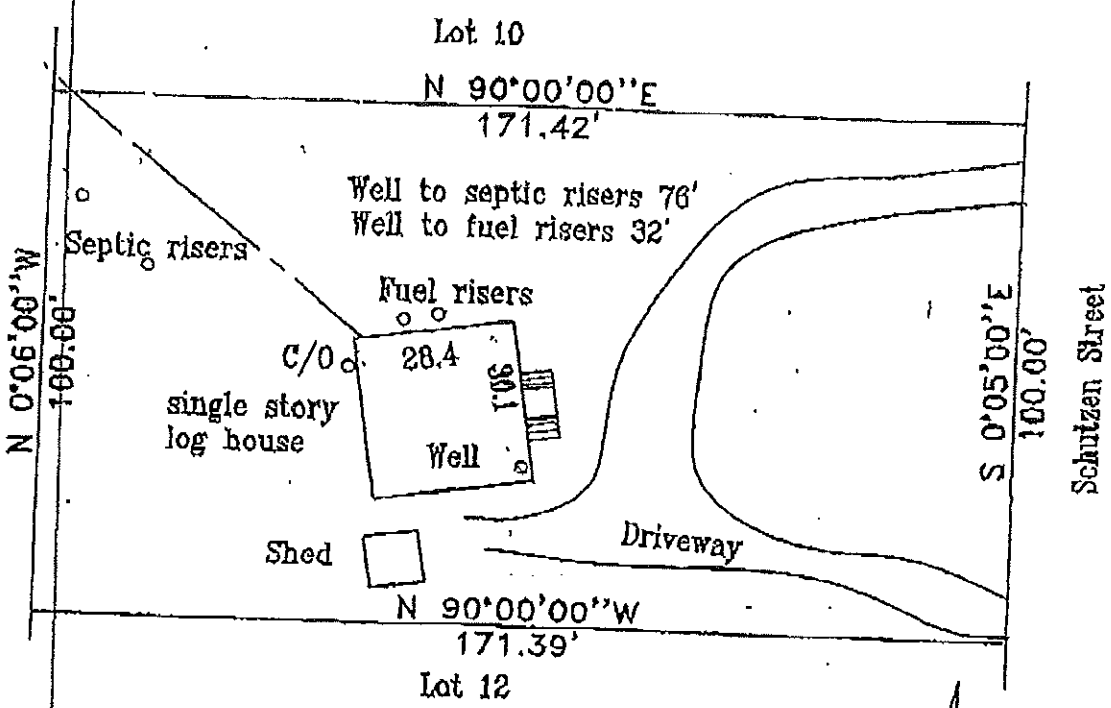 Lot 10
N 90°00'00''E
171.42'
Well to septic risers 76'
Well to fuel risers 32'
Septic risers
N 0°06'00''W
100.00'
Fuel risers
C/O
28.4
30.1
single story
log house
Well
S 0°05'00''E
100.00'
Schutzen Street
Shed
Driveway
N 90°00'00''W
171.39'
Lot 12